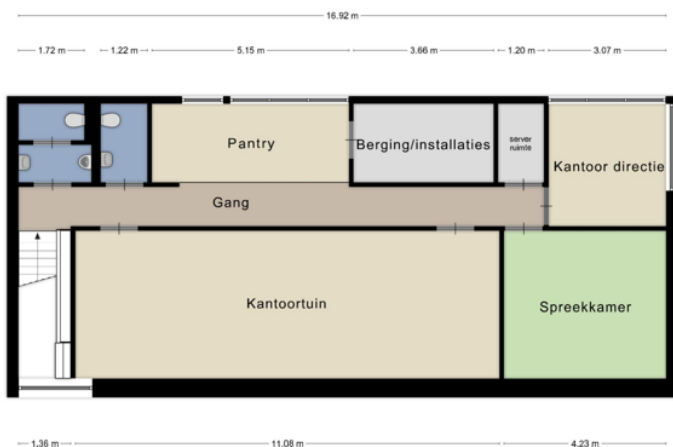 16.92 m
1.72 m
1.22 m
5.15 m
3.66 m
1.20 m
3.07 m
Pantry
Berging/installaties
server
ruimte
Kantoor directie
Gang
Kantoortuin
Spreekkamer
1.36 m
11.08 m
4.23 m